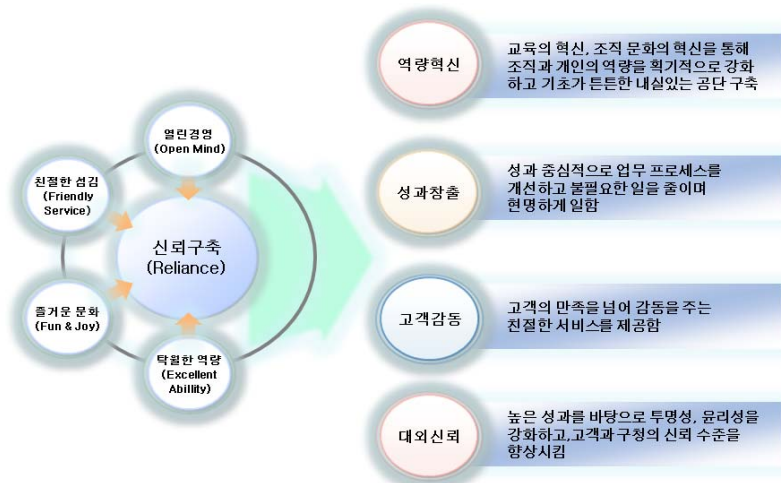 열린경영
(Open Mind)
친절한 섬김
(Friendly
Service)
신뢰구축
(Reliance)
즐거운 문화
(Fun & Joy)
탁월한 역량
(Excellent
Abillity)
역량혁신
교육의 혁신, 조직 문화의 혁신을 통해
조직과 개인의 역량을 획기적으로 강화
하고 기초가 튼튼한 내실있는 공단 구축
성과창출
성과 중심적으로 업무 프로세스를
개선하고 불필요한 일을 줄이며
현명하게 일함
고객감동
고객의 만족을 넘어 감동을 주는
친절한 서비스를 제공함
대외신뢰
높은 성과를 바탕으로 투명성, 윤리성을
강화하고,고객과 구청의 신뢰 수준을
향상시킴